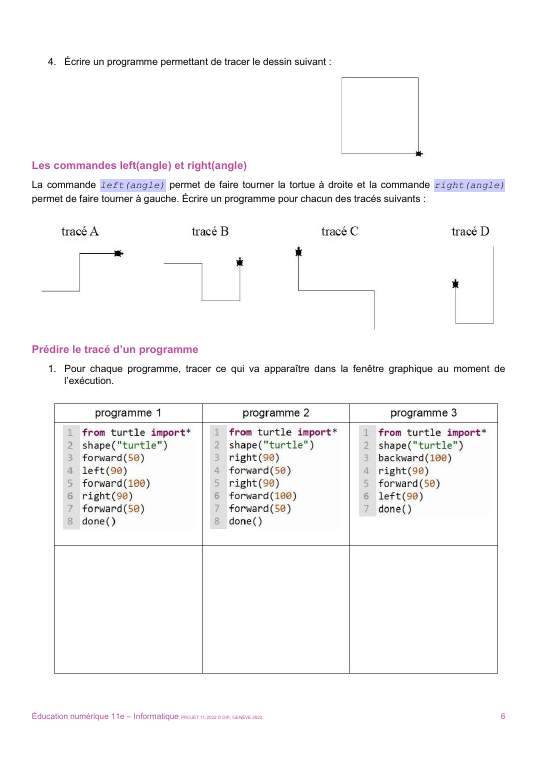 4. Écrire un programme permettant de tracer le dessin suivant :
Les commandes left(angle) et right(angle)
La commande left(angle) permet de faire tourner la tortue à droite et la commande right(angle)
permet de faire tourner à gauche. Écrire un programme pour chacun des tracés suivants :
tracé A tracé B tracé C tracé D
Prédire le tracé d'un programme
1. Pour chaque programme, tracer ce qui va apparaître dans la fenêtre graphique au moment de
l'exécution.
programme 1 programme 2 programme 3
1 from turtle import*
2 shape("turtle")
3 forward(50)
4 left(90)
5 forward(100)
6 right(90)
7 forward(50)
8 done()
1 from turtle import*
2 shape("turtle")
3 right(90)
4 forward(50)
5 right(90)
6 forward(100)
7 forward(50)
8 done()
1 from turtle import*
2 shape("turtle")
3 backward(100)
4 right(90)
5 forward(50)
6 left(90)
7 done()
Éducation numérique 11e – Informatique PROJET 11.2022 © DIP, GENÈVE 2022 6